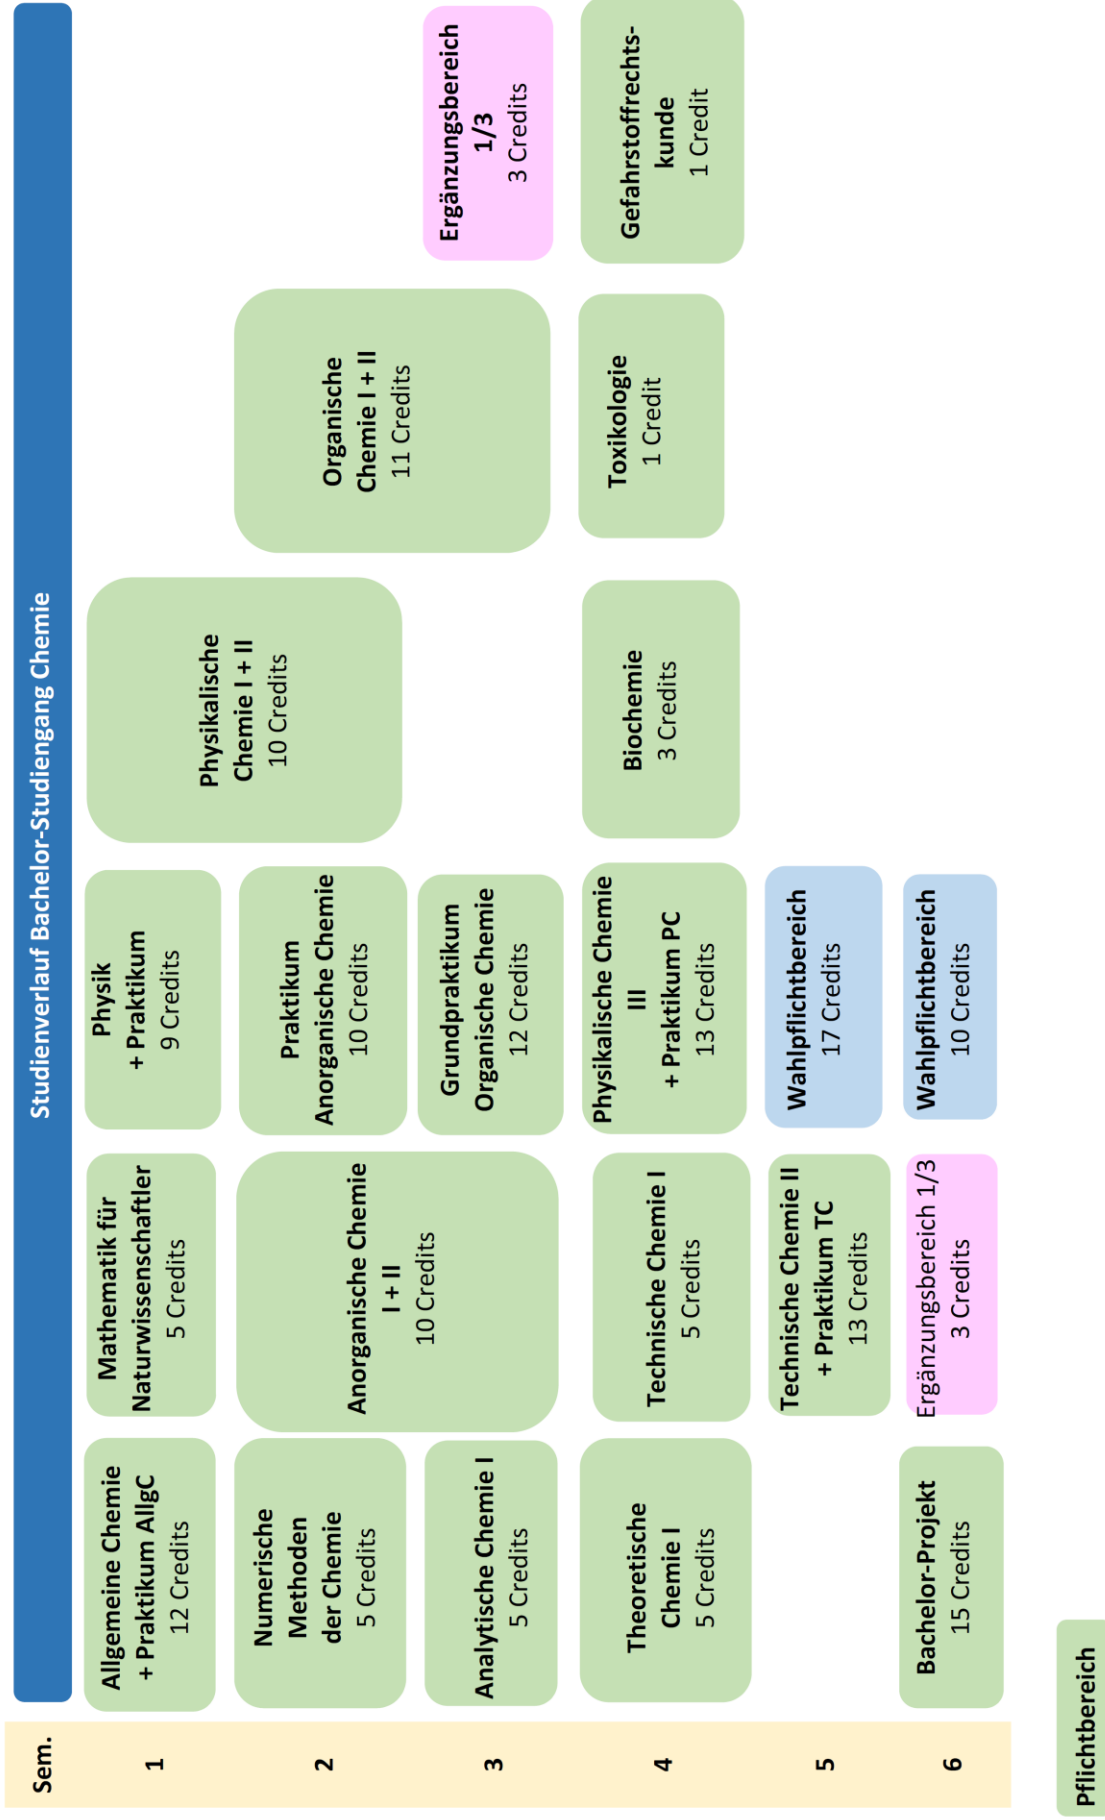 Studienverlauf Bachelor-Studiengang Chemie
Sem.
1
Allgemeine Chemie
+ Praktikum AllgC
12 Credits
Mathematik für
Naturwissenschaftler
5 Credits
Physik
+ Praktikum
9 Credits
Physikalische
Chemie I + II
10 Credits
2
Numerische
Methoden
der Chemie
5 Credits
Anorganische Chemie
I + II
10 Credits
Praktikum
Anorganische Chemie
10 Credits
Organische
Chemie I + II
11 Credits
3
Analytische Chemie I
5 Credits
Grundpraktikum
Organische Chemie
12 Credits
Ergänzungsbereich
1/3
3 Credits
4
Theoretische
Chemie I
5 Credits
Technische Chemie I
5 Credits
Physikalische Chemie
III
+ Praktikum PC
13 Credits
Biochemie
3 Credits
Toxikologie
1 Credit
Gefahrstoffrechts-
kunde
1 Credit
5
Technische Chemie II
+ Praktikum TC
13 Credits
Wahlpflichtbereich
17 Credits
6
Bachelor-Projekt
15 Credits
Ergänzungsbereich 1/3
3 Credits
Wahlpflichtbereich
10 Credits
Pflichtbereich